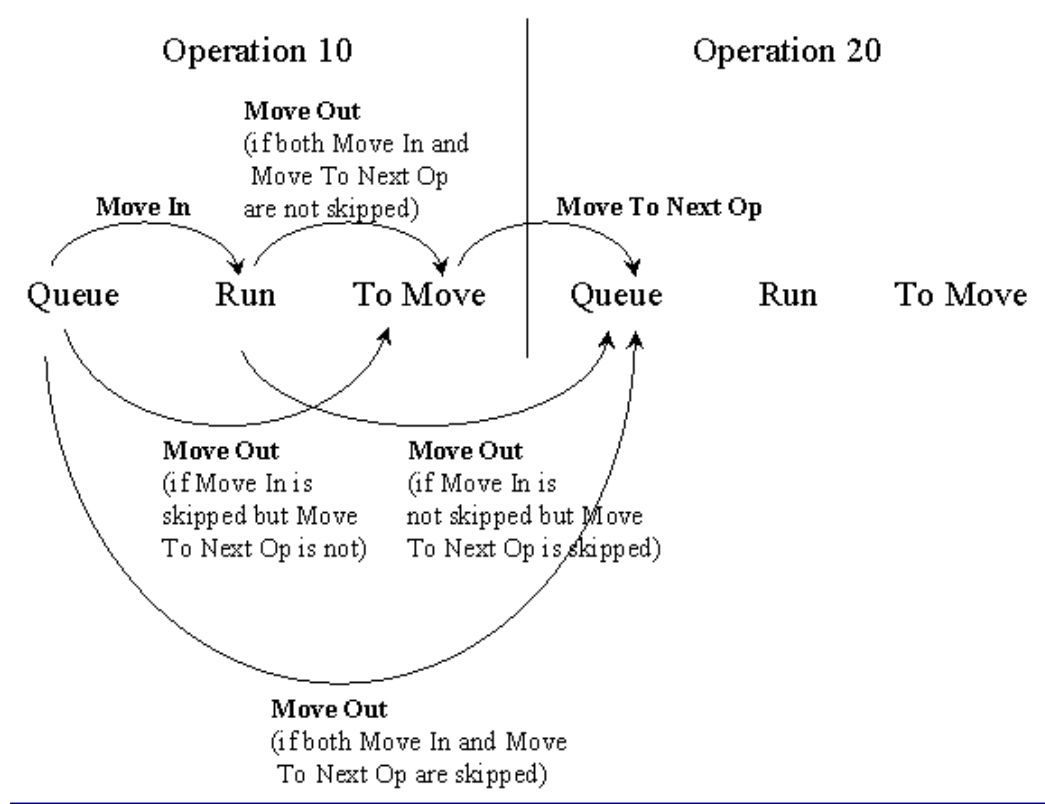 Operation 10
Operation 20
Move Out
(if both Move In and
Move To Next Op
are not skipped)
Move In
Move To Next Op
Queue
Run
To Move
Queue
Run
To Move
Move Out
(if Move In is
skipped but Move
To Next Op is not)
Move Out
(if Move In is
not skipped but Move
To Next Op is skipped)
Move Out
(if both Move In and Move
To Next Op are skipped)